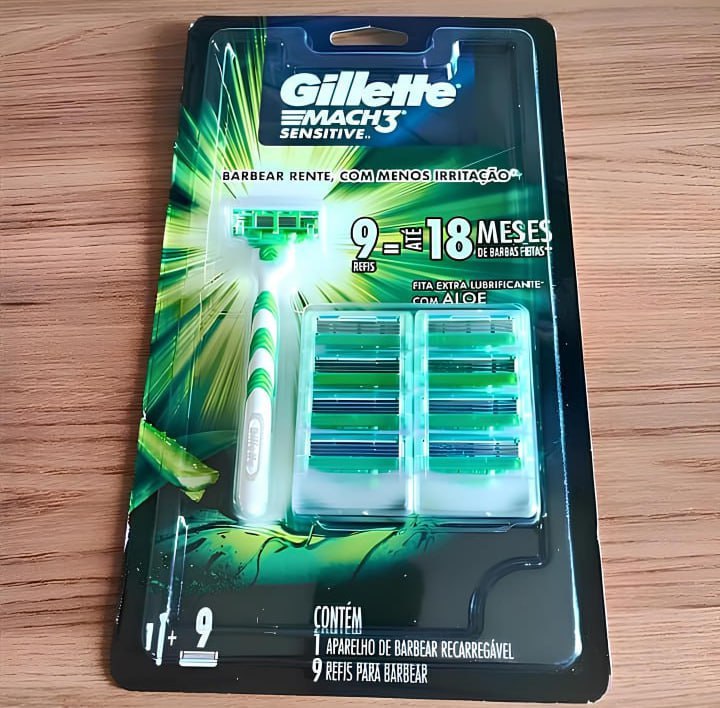 Gillette
MACH3
SENSITIVE..
BARBEAR RENTE, COM MENOS IRRITAÇÃO
9 = ATÉ 18 MESES
REFIS
DE BARBAS FEITAS
FITA EXTRA LUBRIFICANTE
COM ALOE
+ 9
CONTÉM
1 APARELHO DE BARBEAR RECARREGÁVEL
9 REFIS PARA BARBEAR